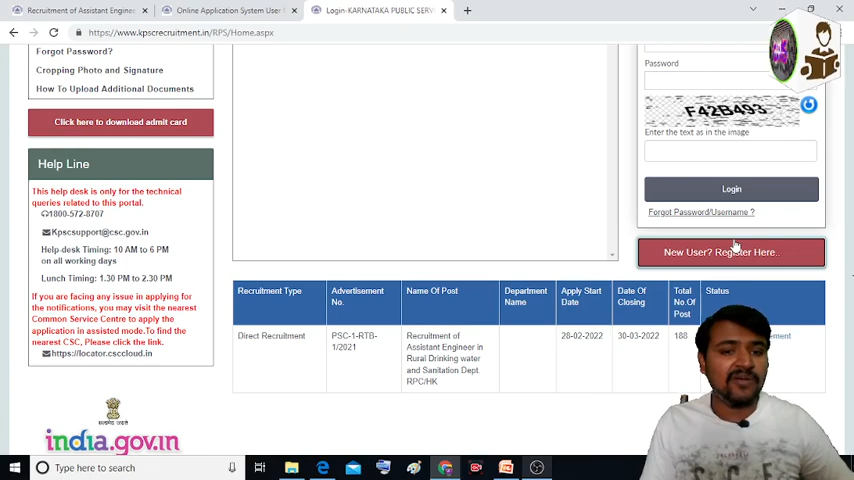 Recruitment of Assistant Enginee
Online Application System User
Login-KARNATAKA PUBLIC SERV
https://www.kpscrecruitment.in/RPS/Home.aspx
Forgot Password?
Cropping Photo and Signature
How To Upload Additional Documents
Click here to download admit card
Help Line
This help desk is only for the technical
queries related to this portal.
1800-572-8707
Kpscsupport@csc.gov.in
Help-desk Timing: 10 AM to 6 PM
on all working days
Lunch Timing: 1.30 PM to 2.30 PM
If you are facing any issue in applying for
the notifications, you may visit the nearest
Common Service Centre to apply the
application in assisted mode.To find the
nearest CSC, Please click the link.
https://locator.csccloud.in
india.gov.in
Password
F42B493
Enter the text as in the image
Login
Forgot Password/Username ?
New User? Register Here..
Recruitment Type
Advertisement No.
Name Of Post
Department Name
Apply Start Date
Date Of Closing
Total No.Of Post
Status
Direct Recruitment
PSC-1-RTB-
1/2021
Recruitment of
Assistant Engineer in
Rural Drinking water
and Sanitation Dept.
RPC/HK
28-02-2022
30-03-2022
188
ement
Type here to search